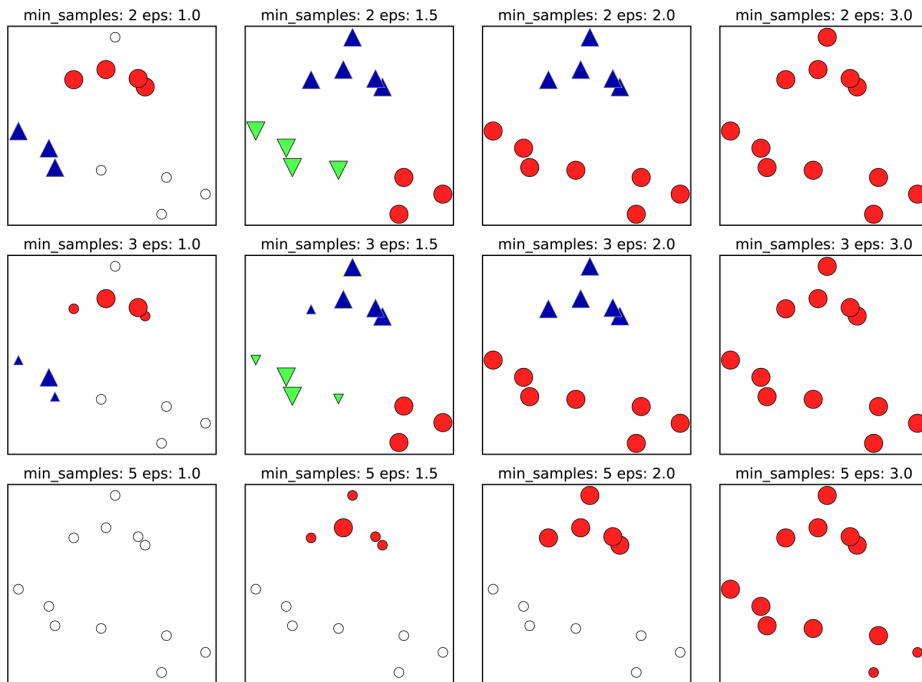 min_samples: 2 eps: 1.0
min_samples: 2 eps: 1.5
min_samples: 2 eps: 2.0
min_samples: 2 eps: 3.0
min_samples: 3 eps: 1.0
min_samples: 3 eps: 1.5
min_samples: 3 eps: 2.0
min_samples: 3 eps: 3.0
min_samples: 5 eps: 1.0
min_samples: 5 eps: 1.5
min_samples: 5 eps: 2.0
min_samples: 5 eps: 3.0